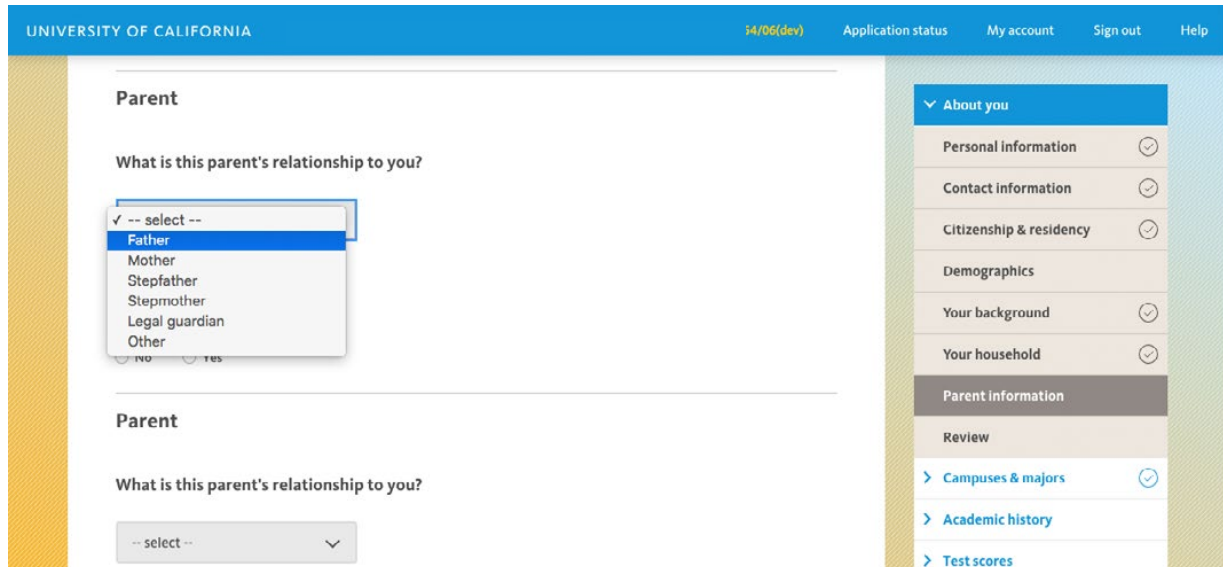 UNIVERSITY OF CALIFORNIA
54/06(dev) Application status My account Sign out Help
Parent
What is this parent's relationship to you?
✓ -- select --
Father
Mother
Stepfather
Stepmother
Legal guardian
Other
No Yes
Parent
What is this parent's relationship to you?
-- select --
About you
Personal information
Contact information
Citizenship & residency
Demographics
Your background
Your household
Parent information
Review
Campuses & majors
Academic history
Test scores